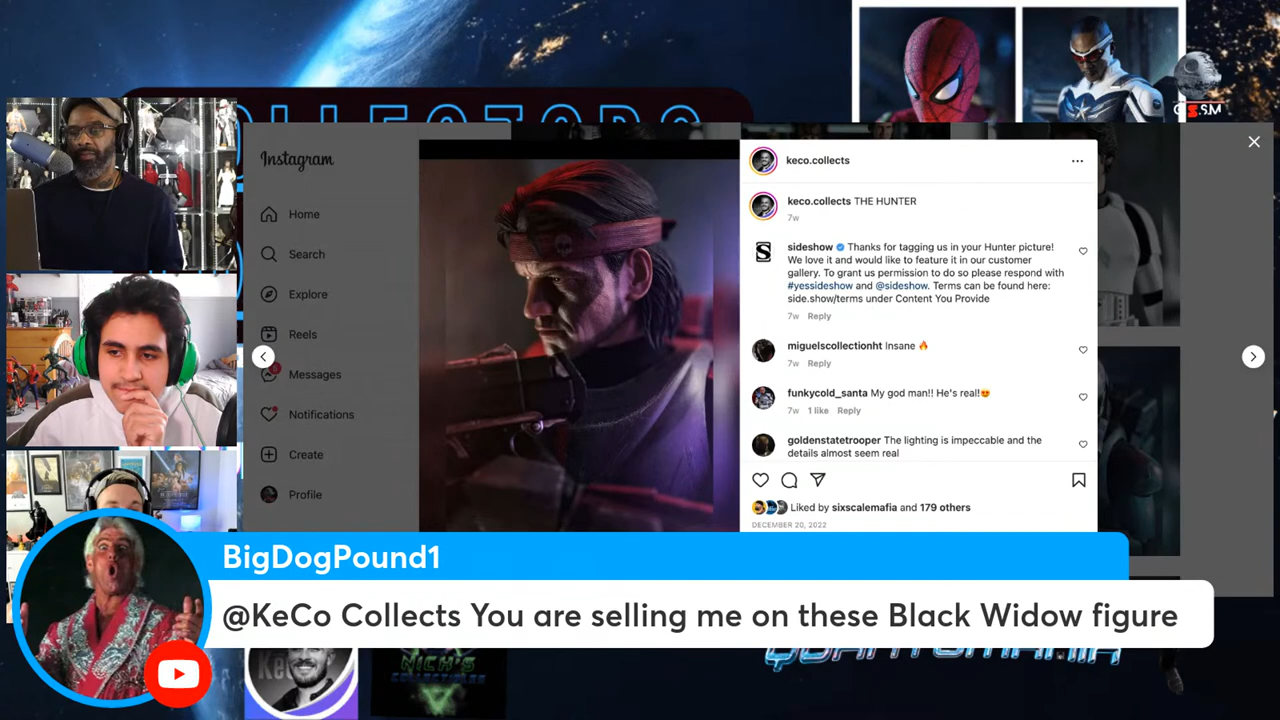 Instagram
Home
Search
Explore
Reels
Messages
Notifications
Create
Profile
keco.collects
keco.collects THE HUNTER
7w
sideshow Thanks for tagging us in your Hunter picture!
We love it and would like to feature it in our customer
gallery. To grant us permission to do so please respond with
#yessideshow and @sideshow. Terms can be found here:
side.show/terms under Content You Provide
7w Reply
miguelscollectionht Insane 🔥
7w Reply
funkycold_santa My god man!! He's real!😍
7w 1 like Reply
goldenstatetrooper The lighting is impeccable and the
details almost seem real
Liked by sixscalemafia and 179 others
DECEMBER 20, 2022
BigDogPound1
@KeCo Collects You are selling me on these Black Widow figure
QUANTUMANIA
NICK'S
COLLECTIBLES